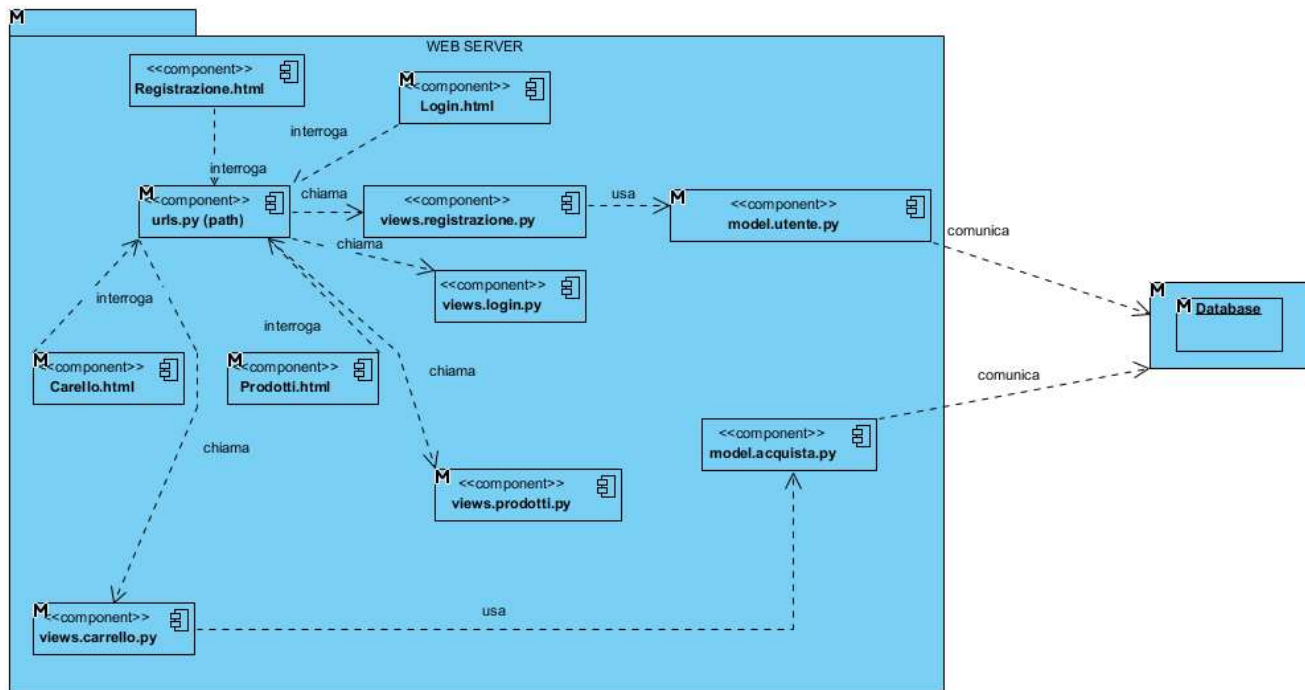 M
WEB SERVER
<<component>>
Registrazione.html
M
<<component>>
Login.html
interroga
interroga
M
<<component>>
urls.py (path)
chiama
<<component>>
views.registrazione.py
usa
M
<<component>>
model.utente.py
comunica
chiama
<<component>>
views.login.py
interroga
interroga
M
Database
M
M
<<component>>
Carello.html
M
<<component>>
Prodotti.html
chiama
comunica
chiama
<<component>>
model.acquista.py
M
<<component>>
views.prodotti.py
M
<<component>>
views.carrello.py
usa